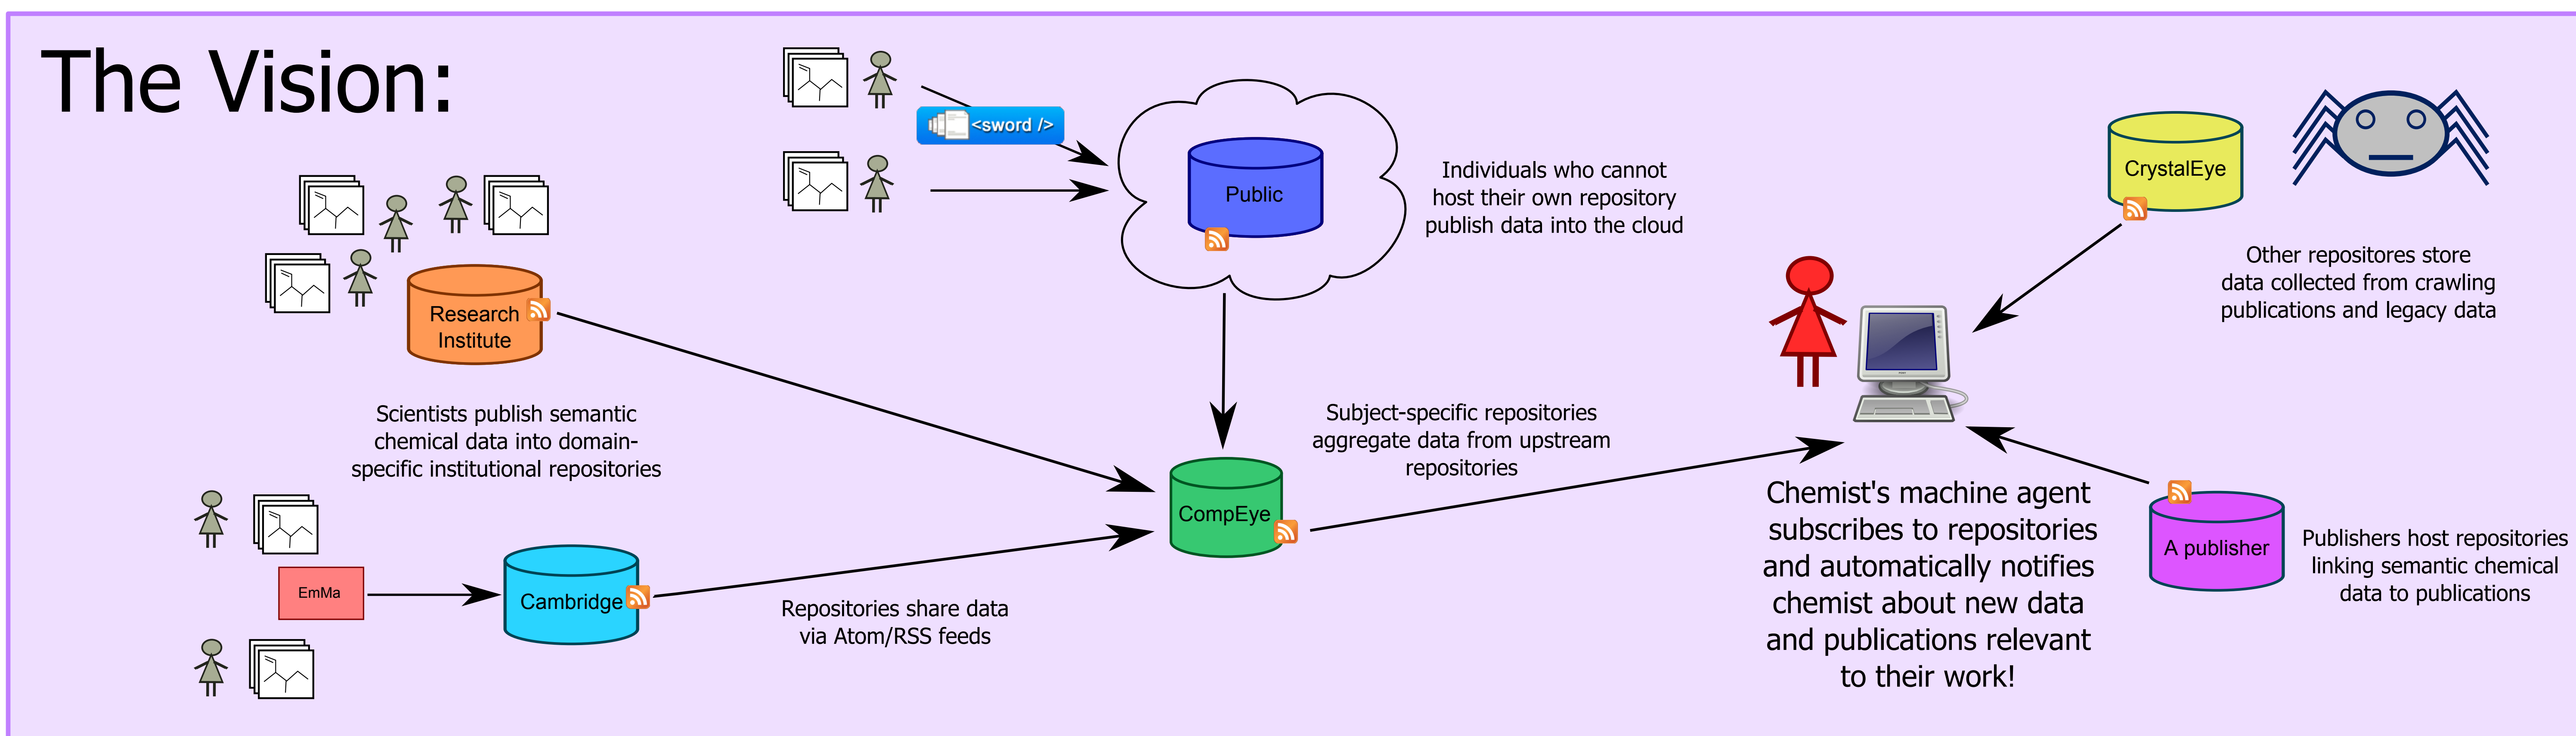 The Vision:
<sword />
Public
Individuals who cannot
host their own repository
publish data into the cloud
CrystalEye
Other repositores store
data collected from crawling
publications and legacy data
Research
Institute
Scientists publish semantic
chemical data into domain-
specific institutional repositories
EmMa
Cambridge
Repositories share data
via Atom/RSS feeds
CompEye
Subject-specific repositories
aggregate data from upstream
repositories
Chemist's machine agent
subscribes to repositories
and automatically notifies
chemist about new data
and publications relevant
to their work!
A publisher
Publishers host repositories
linking semantic chemical
data to publications